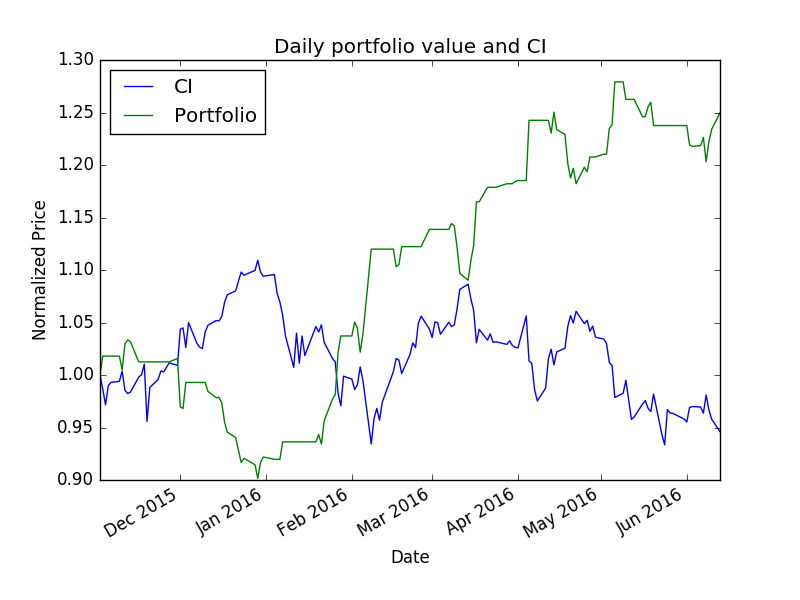 Daily portfolio value and CI
CI
Portfolio
Normalized Price
1.30
1.25
1.20
1.15
1.10
1.05
1.00
0.95
0.90
Dec 2015
Jan 2016
Feb 2016
Mar 2016
Apr 2016
May 2016
Jun 2016
Date